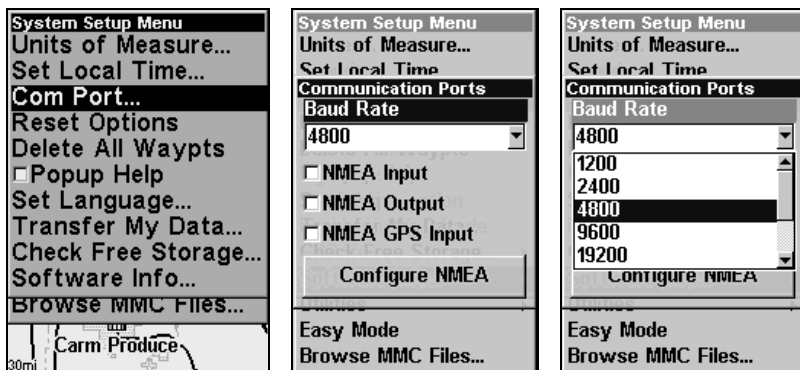 System Setup Menu
Units of Measure...
Set Local Time...
Com Port...
Reset Options
Delete All Waypts
Popup Help
Set Language...
Transfer My Data...
Check Free Storage...
Software Info...
Browse MMC Files...
Carm Produce
30mi
System Setup Menu
Units of Measure...
Set Local Time
Communication Ports
Baud Rate
4800
NMEA Input
NMEA Output
NMEA GPS Input
Configure NMEA
Utilities
Easy Mode
Browse MMC Files...
System Setup Menu
Units of Measure...
Set Local Time
Communication Ports
Baud Rate
4800
1200
2400
4800
9600
19200
Configure NMEA
Utilities
Easy Mode
Browse MMC Files...